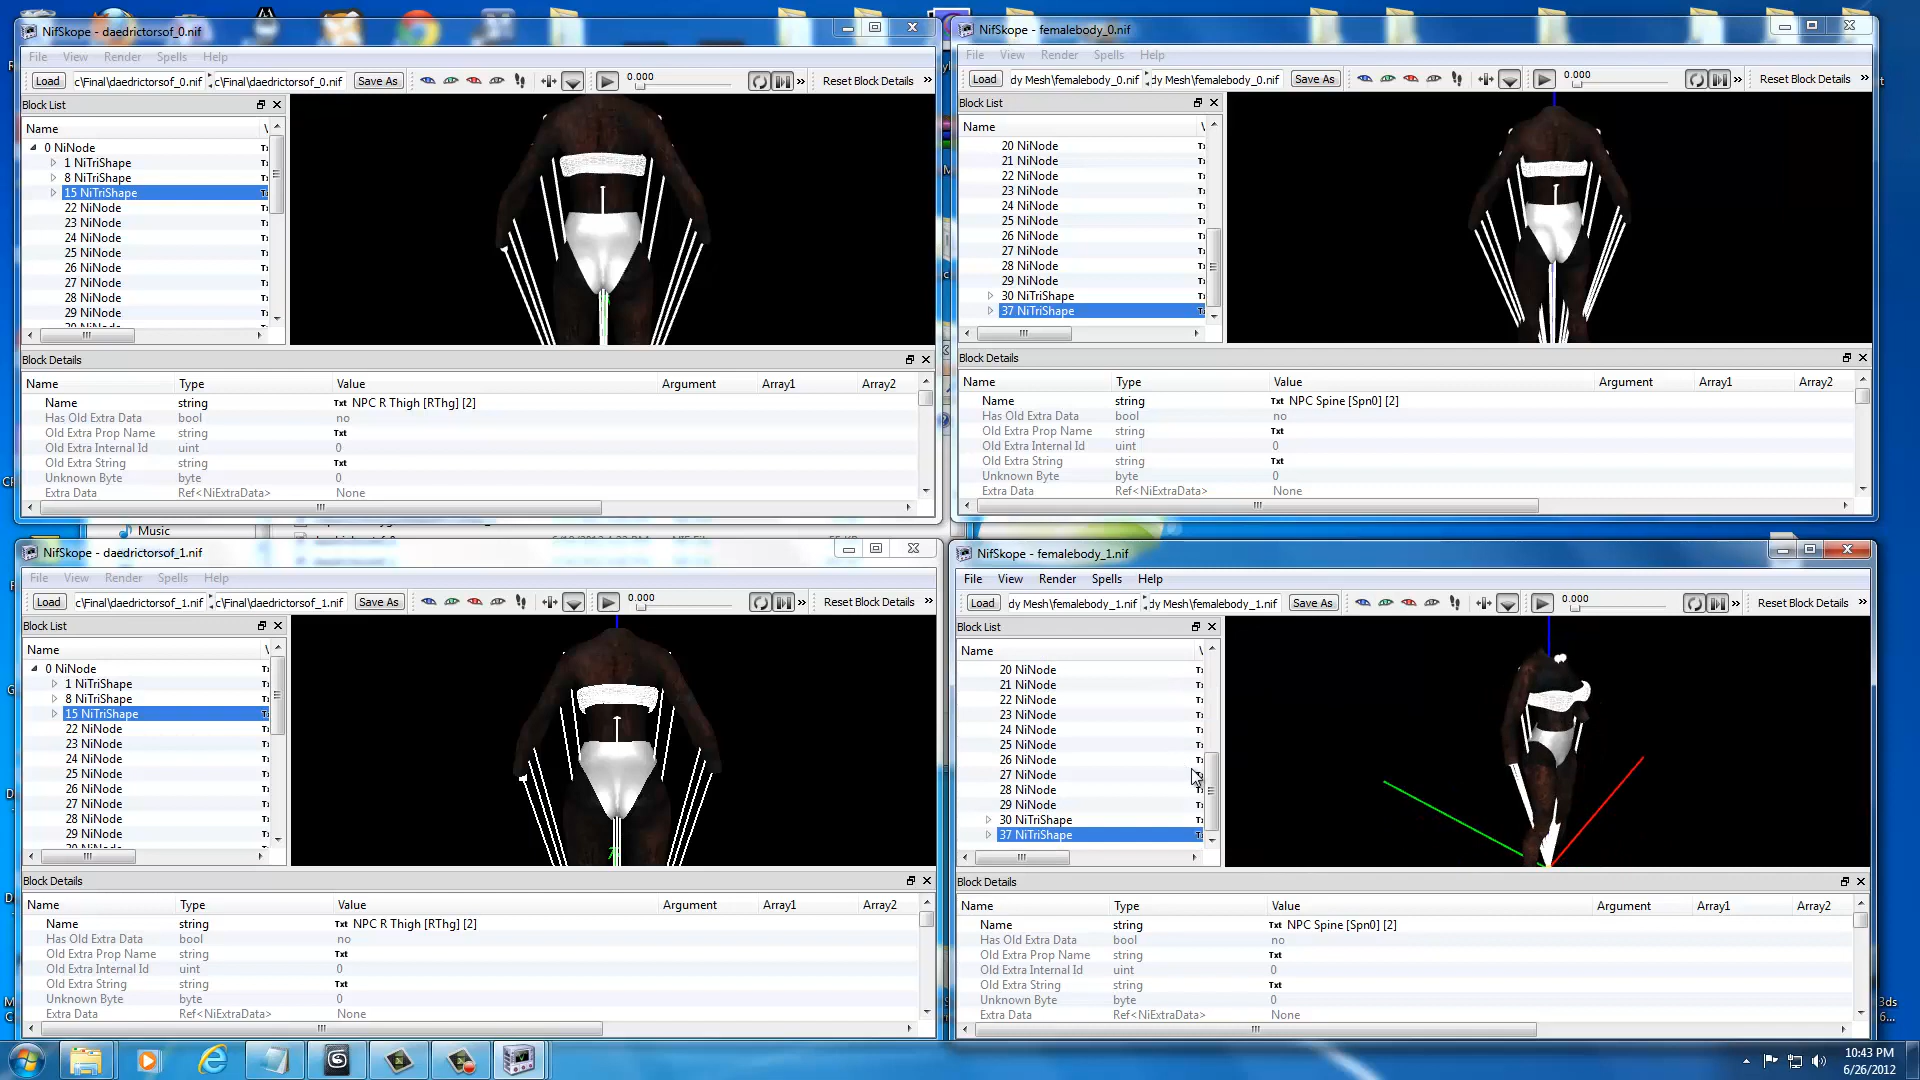 NifSkope - daedrictorsof_0.nif
File View Render Spells Help
Load c\Final\daedrictorsof_0.nif c\Final\daedrictorsof_0.nif Save As 0.000 Reset Block Details »
Block List
Name
0 NiNode
1 NiTriShape
8 NiTriShape
15 NiTriShape
22 NiNode
23 NiNode
24 NiNode
25 NiNode
26 NiNode
27 NiNode
28 NiNode
29 NiNode
Block Details
Name Type Value Argument Array1 Array2
Name string Txt NPC R Thigh [RThg] [2]
Has Old Extra Data bool no
Old Extra Prop Name string Txt
Old Extra Internal Id uint 0
Old Extra String string Txt
Unknown Byte byte 0
Extra Data Ref<NiExtraData> None
NifSkope - femalebody_0.nif
File View Render Spells Help
Load dy Mesh\femalebody_0.nif dy Mesh\femalebody_0.nif Save As 0.000 Reset Block Details »
Block List
Name
20 NiNode
21 NiNode
22 NiNode
23 NiNode
24 NiNode
25 NiNode
26 NiNode
27 NiNode
28 NiNode
29 NiNode
30 NiTriShape
37 NiTriShape
Block Details
Name Type Value Argument Array1 Array2
Name string Txt NPC Spine [Spn0] [2]
Has Old Extra Data bool no
Old Extra Prop Name string Txt
Old Extra Internal Id uint 0
Old Extra String string Txt
Unknown Byte byte 0
Extra Data Ref<NiExtraData> None
Music
NifSkope - daedrictorsof_1.nif
File View Render Spells Help
Load c\Final\daedrictorsof_1.nif c\Final\daedrictorsof_1.nif Save As 0.000 Reset Block Details »
Block List
Name
0 NiNode
1 NiTriShape
8 NiTriShape
15 NiTriShape
22 NiNode
23 NiNode
24 NiNode
25 NiNode
26 NiNode
27 NiNode
28 NiNode
29 NiNode
Block Details
Name Type Value Argument Array1 Array2
Name string Txt NPC R Thigh [RThg] [2]
Has Old Extra Data bool no
Old Extra Prop Name string Txt
Old Extra Internal Id uint 0
Old Extra String string Txt
Unknown Byte byte 0
Extra Data Ref<NiExtraData> None
NifSkope - femalebody_1.nif
File View Render Spells Help
Load dy Mesh\femalebody_1.nif dy Mesh\femalebody_1.nif Save As 0.000 Reset Block Details »
Block List
Name
20 NiNode
21 NiNode
22 NiNode
23 NiNode
24 NiNode
25 NiNode
26 NiNode
27 NiNode
28 NiNode
29 NiNode
30 NiTriShape
37 NiTriShape
Block Details
Name Type Value Argument Array1 Array2
Name string Txt NPC Spine [Spn0] [2]
Has Old Extra Data bool no
Old Extra Prop Name string Txt
Old Extra Internal Id uint 0
Old Extra String string Txt
Unknown Byte byte 0
Extra Data Ref<NiExtraData> None
3ds
6...
10:43 PM
6/26/2012